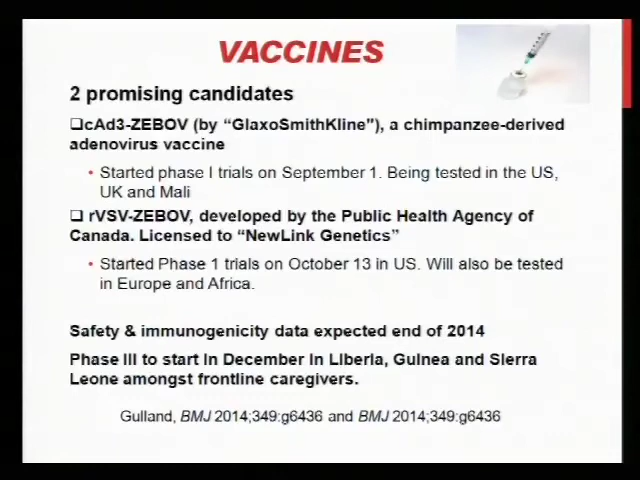 VACCINES
2 promising candidates
❑cAd3-ZEBOV (by “GlaxoSmithKline”), a chimpanzee-derived
adenovirus vaccine
• Started phase I trials on September 1. Being tested in the US,
UK and Mali
❑ rVSV-ZEBOV, developed by the Public Health Agency of
Canada. Licensed to “NewLink Genetics”
• Started Phase 1 trials on October 13 in US. Will also be tested
in Europe and Africa.
Safety & immunogenicity data expected end of 2014
Phase III to start in December in Liberia, Guinea and Sierra
Leone amongst frontline caregivers.
Gulland, BMJ 2014;349:g6436 and BMJ 2014;349:g6436